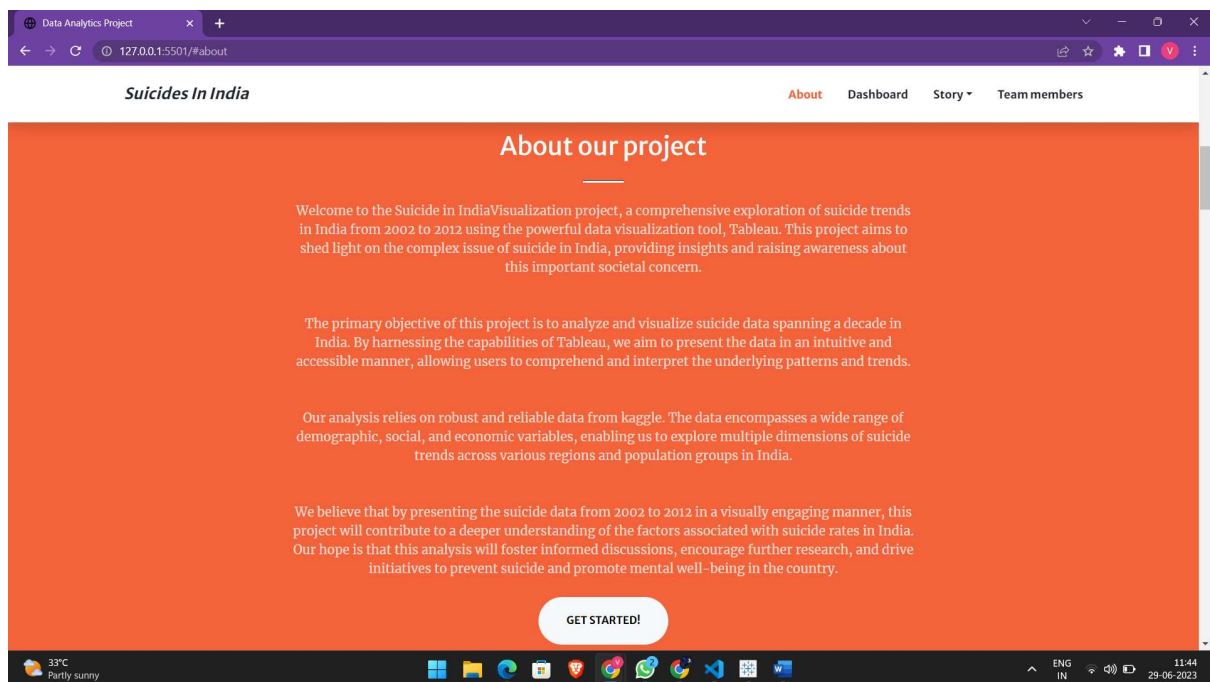 Data Analytics Project
127.0.0.1:5501/#about
V
Suicides In India
About Dashboard Story Team members
About our project
Welcome to the Suicide in IndiaVisualization project, a comprehensive exploration of suicide trends
in India from 2002 to 2012 using the powerful data visualization tool, Tableau. This project aims to
shed light on the complex issue of suicide in India, providing insights and raising awareness about
this important societal concern.
The primary objective of this project is to analyze and visualize suicide data spanning a decade in
India. By harnessing the capabilities of Tableau, we aim to present the data in an intuitive and
accessible manner, allowing users to comprehend and interpret the underlying patterns and trends.
Our analysis relies on robust and reliable data from kaggle. The data encompasses a wide range of
demographic, social, and economic variables, enabling us to explore multiple dimensions of suicide
trends across various regions and population groups in India.
We believe that by presenting the suicide data from 2002 to 2012 in a visually engaging manner, this
project will contribute to a deeper understanding of the factors associated with suicide rates in India.
Our hope is that this analysis will foster informed discussions, encourage further research, and drive
initiatives to prevent suicide and promote mental well-being in the country.
GET STARTED!
33°C
Partly sunny
2
W
ENG
IN
11:44
29-06-2023